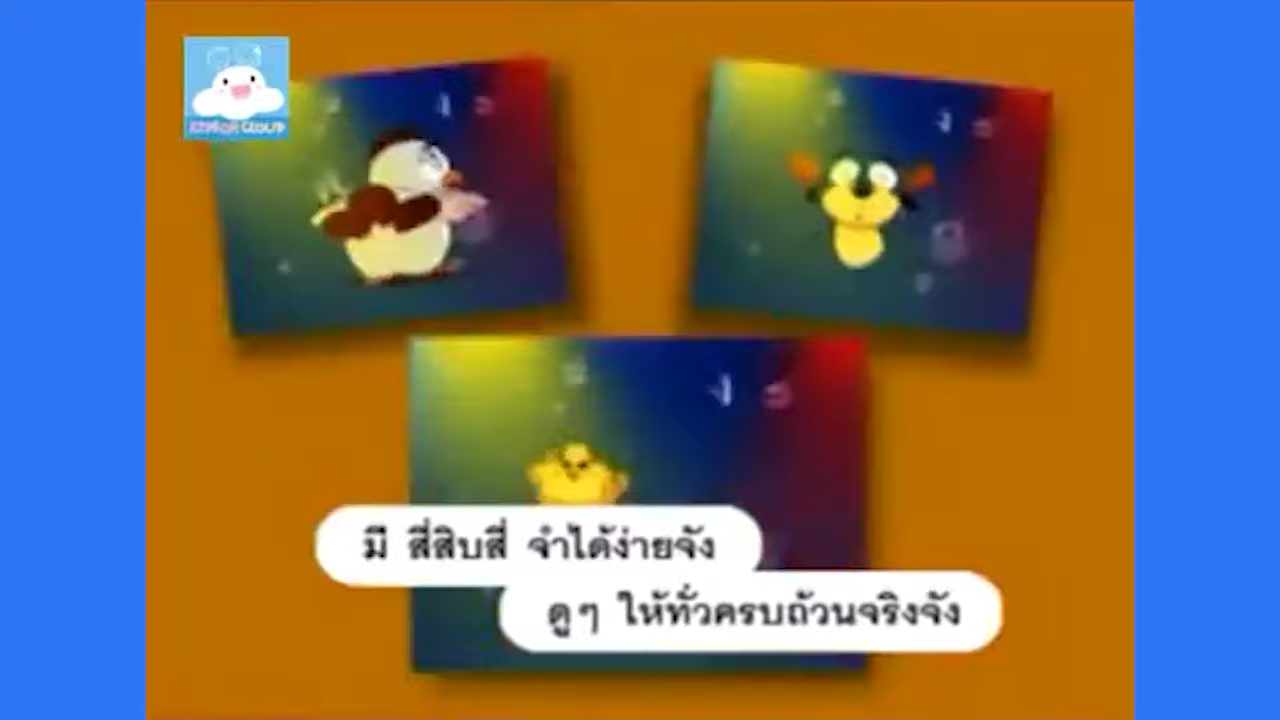 มี สี่สิบสี่ จำได้ง่ายจัง
ดูๆ ให้ทั่วครบถ้วนจริงจัง